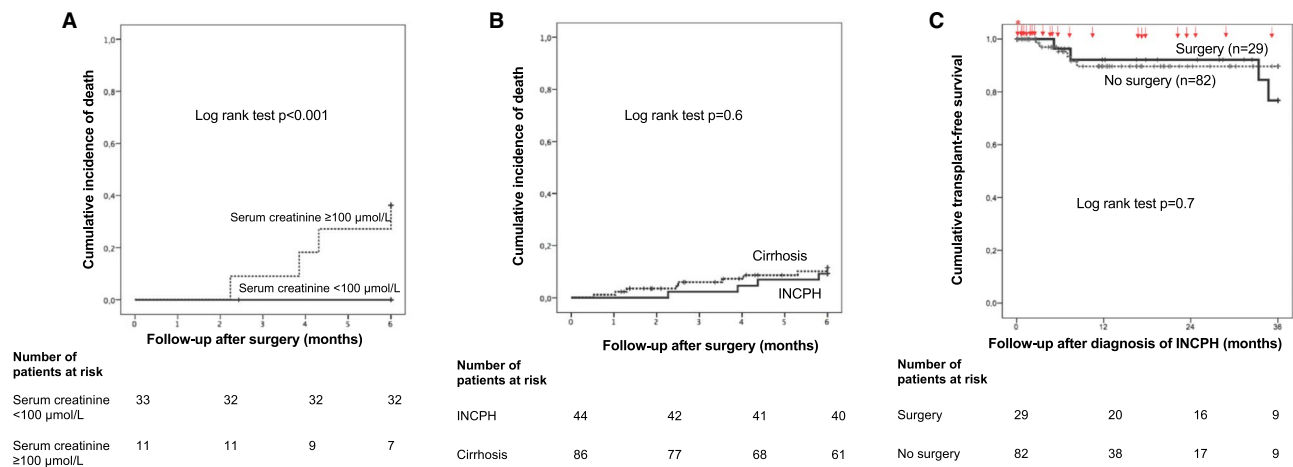 A
Cumulative incidence of death
1,0
0,8
0,6
0,4
0,2
0,0
Log rank test p<0.001
Serum creatinine ≥100 μmol/L
Serum creatinine <100 μmol/L
0 1 2 3 4 5 6
Follow-up after surgery (months)
Number of
patients at risk
Serum creatinine
<100 μmol/L
33 32 32 32
Serum creatinine
≥100 μmol/L
11 11 9 7
B
Cumulative incidence of death
1,0
0,8
0,6
0,4
0,2
0,0
Log rank test p=0.6
Cirrhosis
INCPH
0 1 2 3 4 5 6
Follow-up after surgery (months)
Number of
patients at risk
INCPH 44 42 41 40
Cirrhosis 86 77 68 61
C
Cumulative transplant-free survival
1,0
0,8
0,6
0,4
0,2
0,0
Surgery (n=29)
No surgery (n=82)
Log rank test p=0.7
0 12 24 36
Follow-up after diagnosis of INCPH (months)
Number of
patients at risk
Surgery 29 20 16 9
No surgery 82 38 17 9